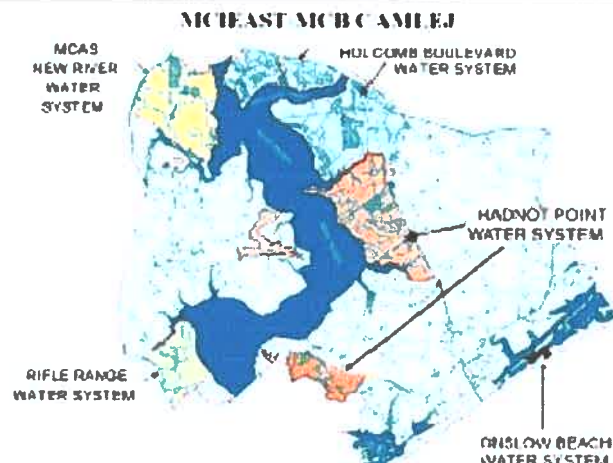 MCIEAST MCB CAMLEJ
MCAS
NEW RIVER
WATER
SYSTEM
HOLCOMB BOULEVARD
WATER SYSTEM
HADNOT POINT
WATER SYSTEM
RIFLE RANGE
WATER SYSTEM
ONSLOW BEACH
WATER SYSTEM